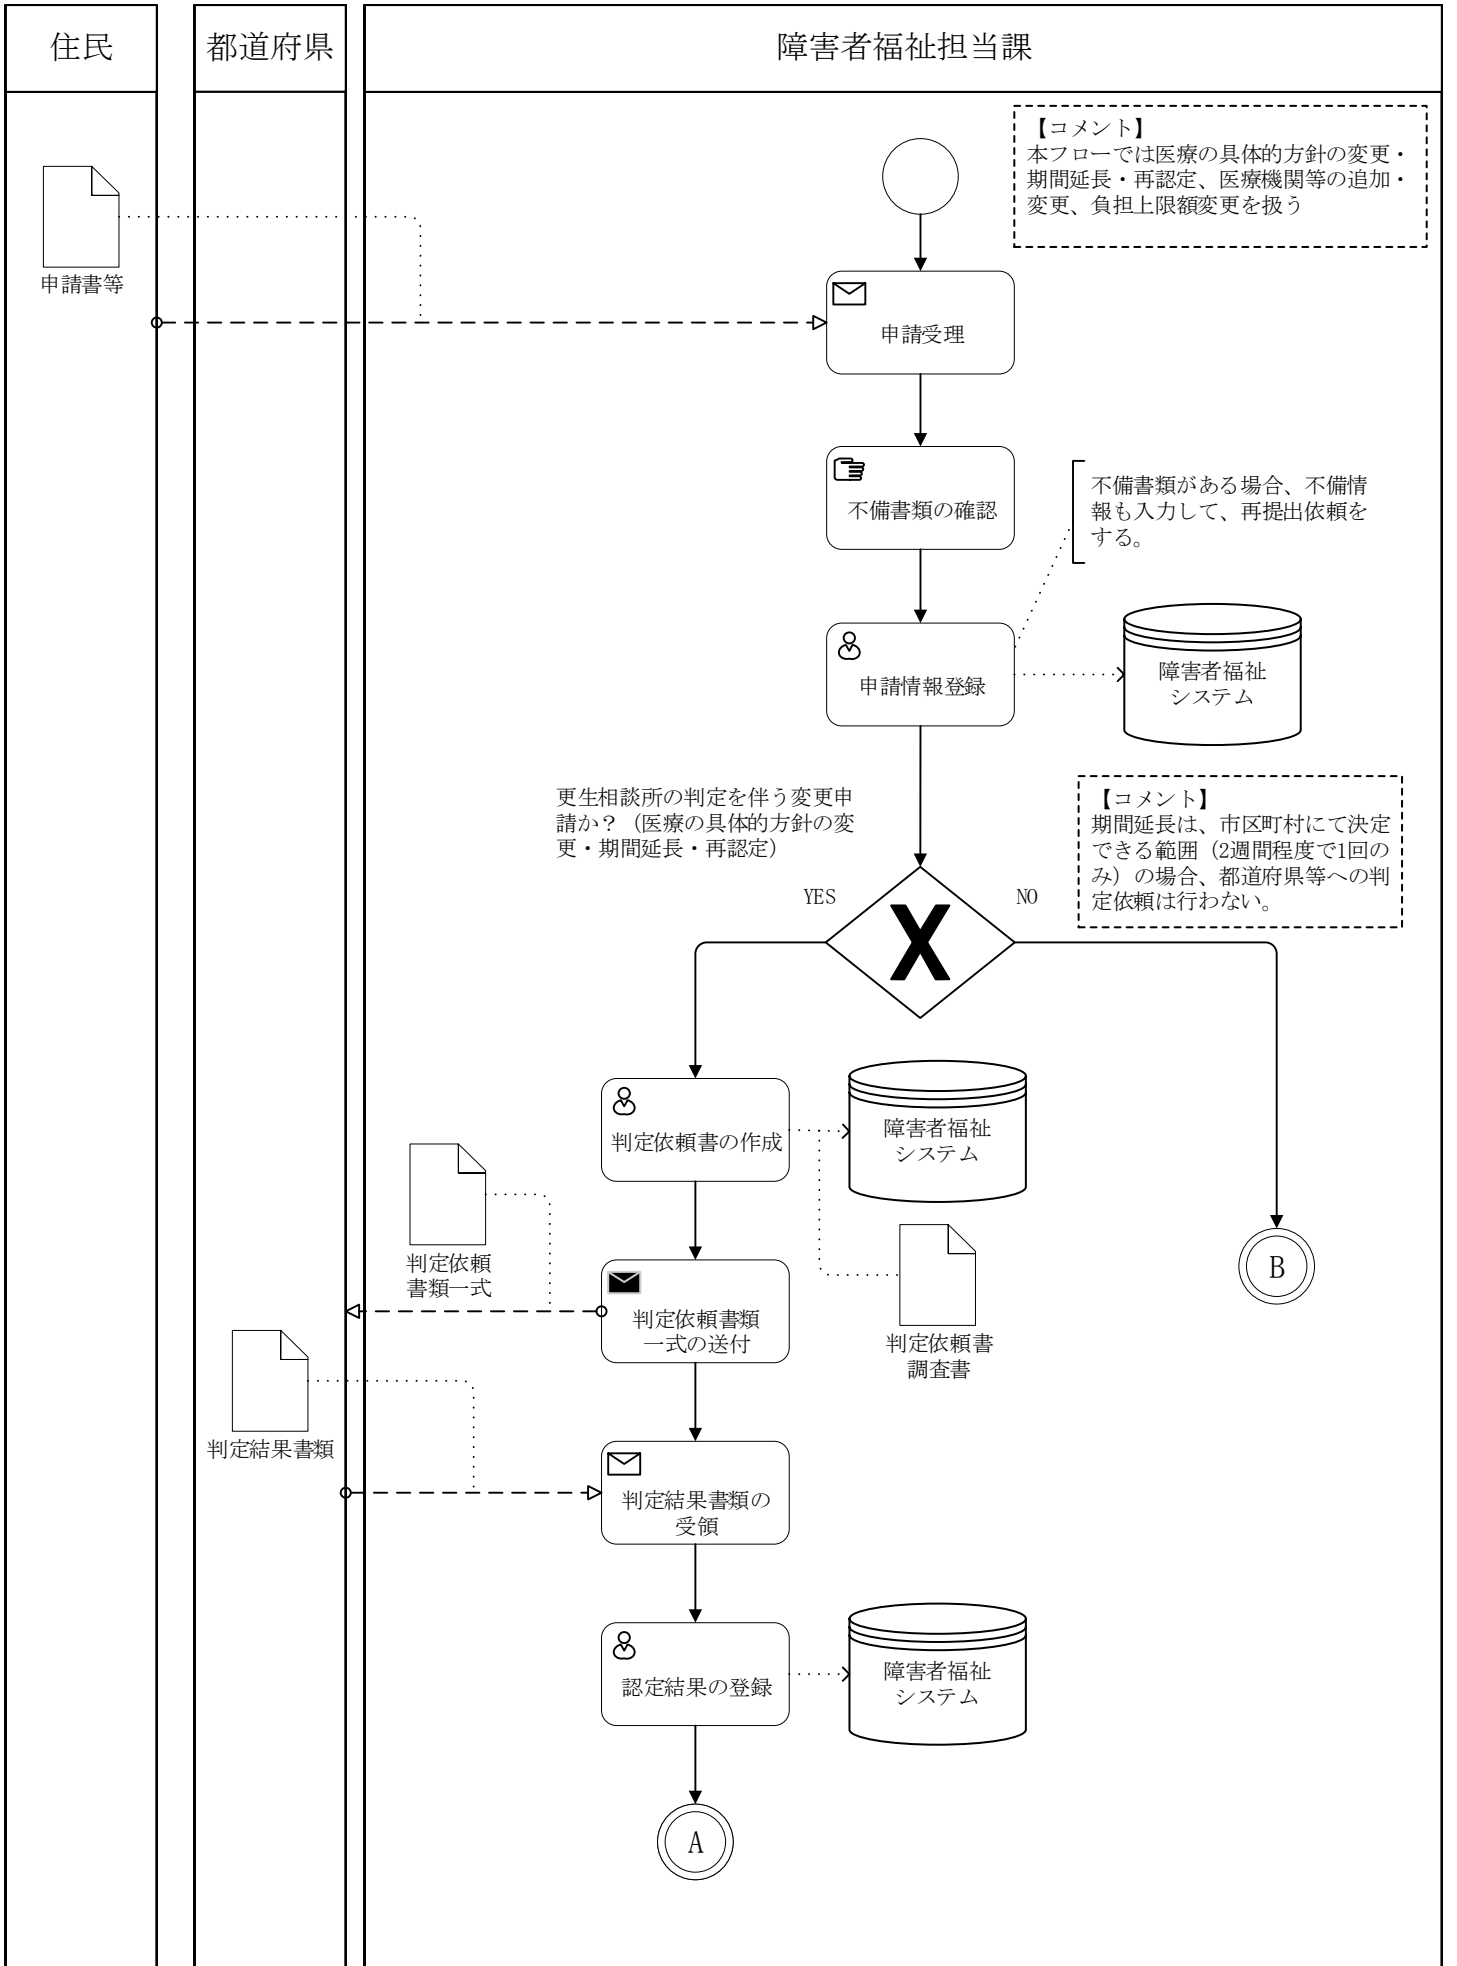 住民
都道府県
障害者福祉担当課
【コメント】
本フローでは医療の具体的方針の変更・
期間延長・再認定、医療機関等の追加・
変更、負担上限額変更を扱う
申請書等
申請受理
不備書類の確認
不備書類がある場合、不備情
報も入力して、再提出依頼を
する。
申請情報登録
障害者福祉
システム
更生相談所の判定を伴う変更申
請か？（医療の具体的方針の変
更・期間延長・再認定）
【コメント】
期間延長は、市区町村にて決定
できる範囲（2週間程度で1回の
み）の場合、都道府県等への判
定依頼は行わない。
YES
NO
X
判定依頼書の作成
障害者福祉
システム
判定依頼
書類一式
判定依頼書類
一式の送付
判定依頼書
調査書
B
判定結果書類
判定結果書類の
受領
認定結果の登録
障害者福祉
システム
A